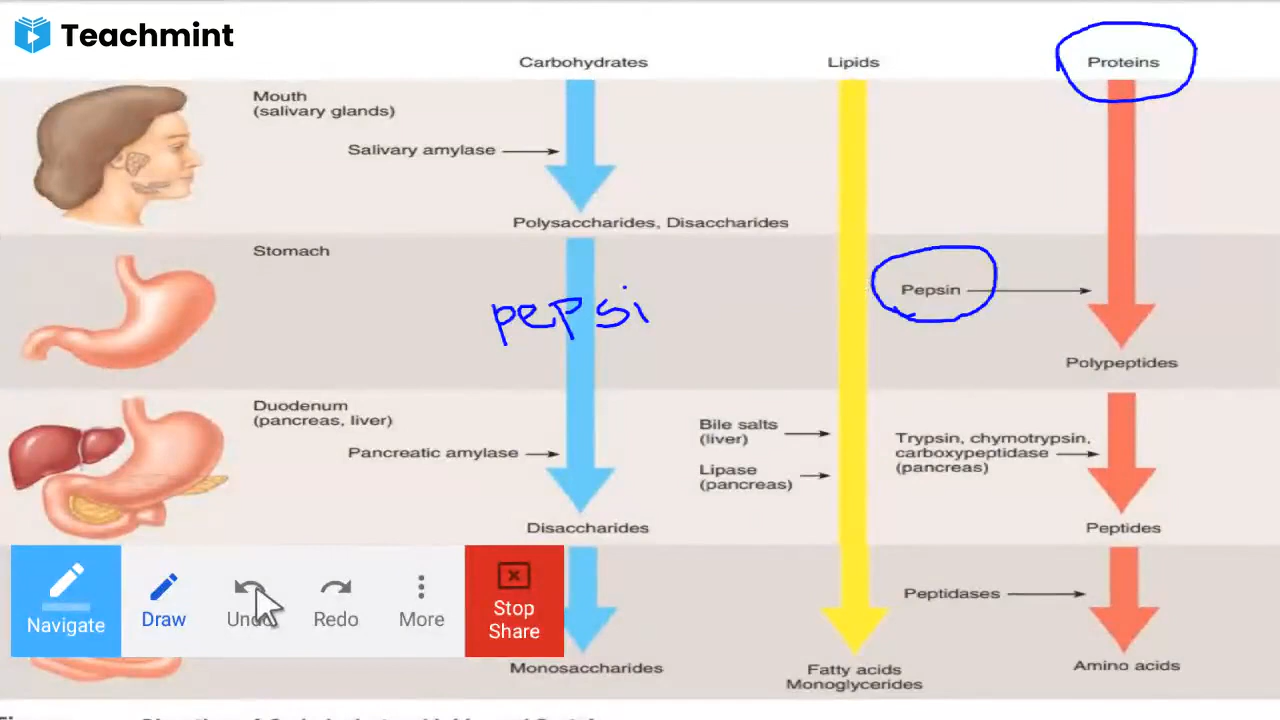 Teachmint
Carbohydrates
Lipids
Proteins
Mouth
(salivary glands)
Salivary amylase
Polysaccharides, Disaccharides
Stomach
pepsi
Pepsin
Polypeptides
Duodenum
(pancreas, liver)
Pancreatic amylase
Bile salts
(liver)
Lipase
(pancreas)
Trypsin, chymotrypsin,
carboxypeptidase
(pancreas)
Disaccharides
Peptides
Navigate
Draw
Undo
Redo
More
Stop
Share
Peptidases
Monosaccharides
Fatty acids
Monoglycerides
Amino acids